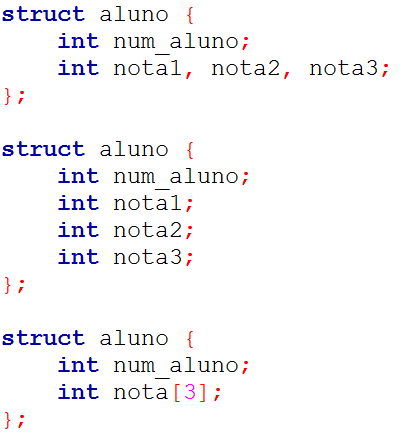 struct aluno {
    int num_aluno;
    int nota1, nota2, nota3;
};

struct aluno {
    int num_aluno;
    int nota1;
    int nota2;
    int nota3;
};

struct aluno {
    int num_aluno;
    int nota[3];
};